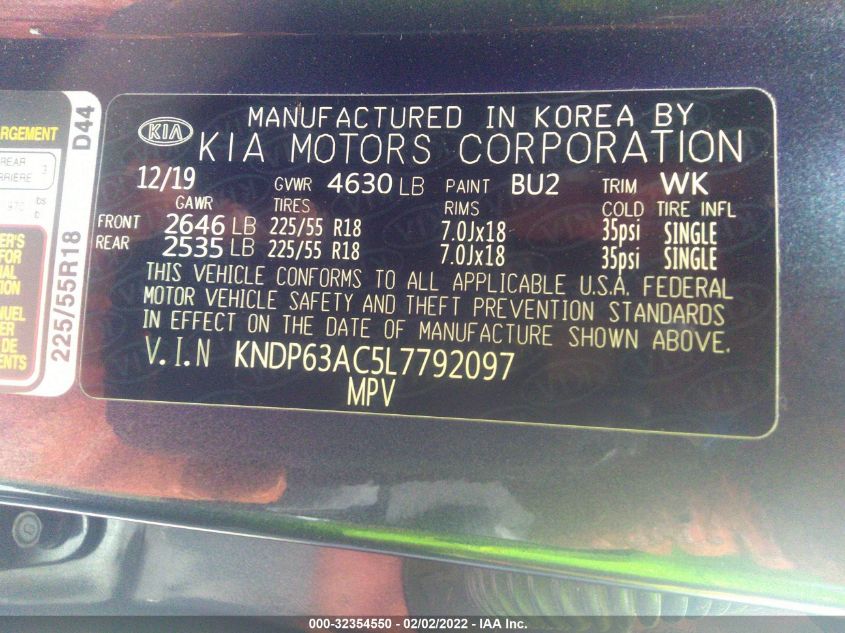 MANUFACTURED IN KOREA BY
KIA KIA MOTORS CORPORATION
12/19 GVWR 4630 LB PAINT BU2 TRIM WK
GAWR TIRES RIMS COLD TIRE INFL
FRONT 2646 LB 225/55 R18 7.0Jx18 35psi SINGLE
REAR 2535 LB 225/55 R18 7.0Jx18 35psi SINGLE
THIS VEHICLE CONFORMS TO ALL APPLICABLE U.S.A. FEDERAL
MOTOR VEHICLE SAFETY AND THEFT PREVENTION STANDARDS
IN EFFECT ON THE DATE OF MANUFACTURE SHOWN ABOVE.
V.I.N KNDP63AC5L7792097
MPV
D44
225/55R18
REAR
3
000-32354550 - 02/02/2022 - IAA Inc.